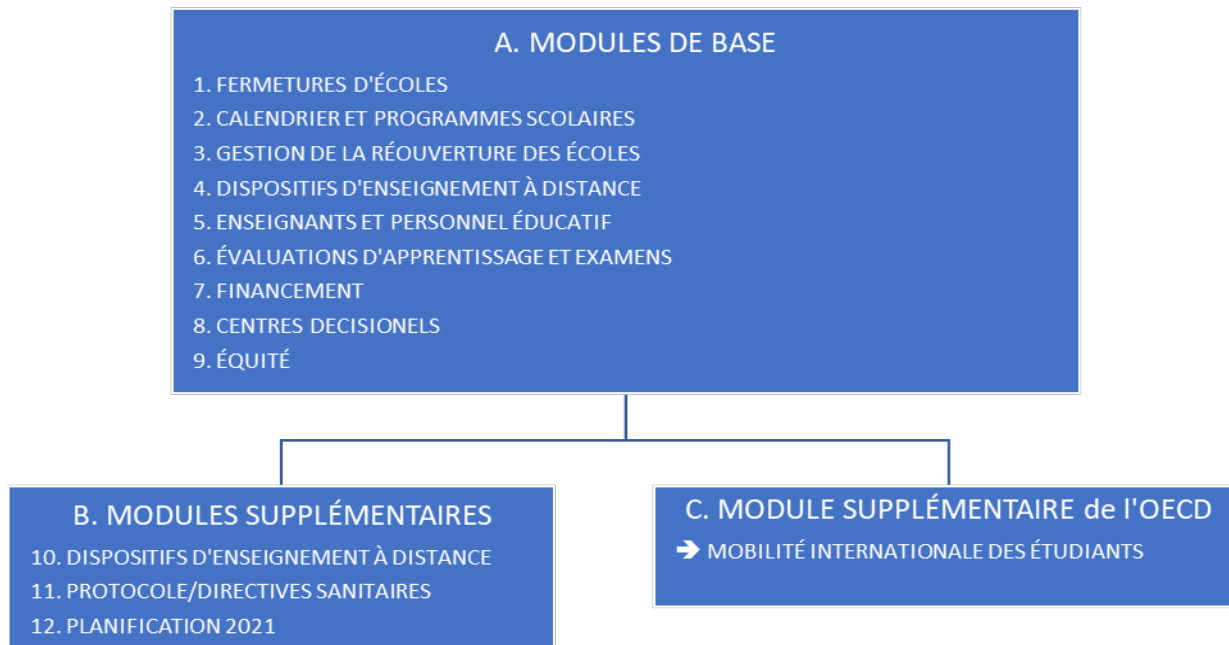 A. MODULES DE BASE
1. FERMETURES D'ÉCOLES
2. CALENDRIER ET PROGRAMMES SCOLAIRES
3. GESTION DE LA RÉOUVERTURE DES ÉCOLES
4. DISPOSITIFS D'ENSEIGNEMENT À DISTANCE
5. ENSEIGNANTS ET PERSONNEL ÉDUCATIF
6. ÉVALUATIONS D'APPRENTISSAGE ET EXAMENS
7. FINANCEMENT
8. CENTRES DECISIONELS
9. ÉQUITÉ
B. MODULES SUPPLÉMENTAIRES
10. DISPOSITIFS D'ENSEIGNEMENT À DISTANCE
11. PROTOCOLE/DIRECTIVES SANITAIRES
12. PLANIFICATION 2021
C. MODULE SUPPLÉMENTAIRE de l'OECD
➔ MOBILITÉ INTERNATIONALE DES ÉTUDIANTS